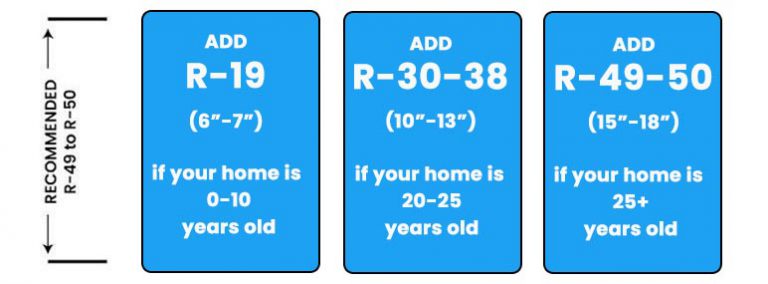 RECOMMENDED
R-49 to R-50
ADD
R-19
(6”-7”)
if your home is
0-10
years old
ADD
R-30-38
(10”-13”)
if your home is
20-25
years old
ADD
R-49-50
(15”-18”)
if your home is
25+
years old